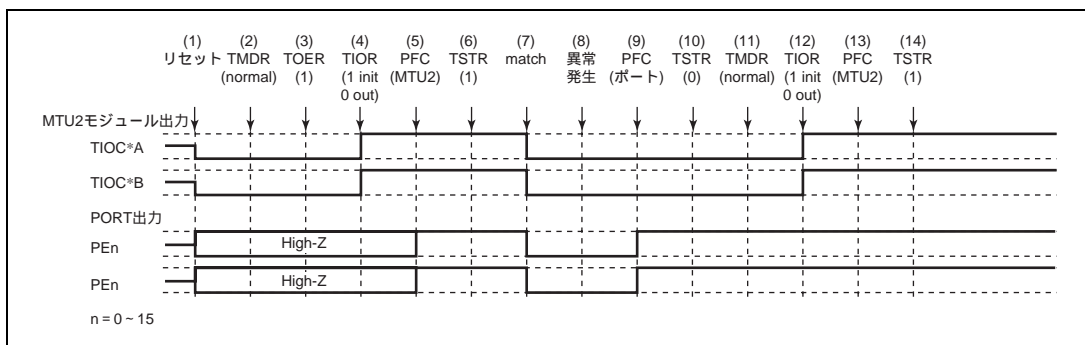 (1) (2) (3) (4) (5) (6) (7) (8) (9) (10) (11) (12) (13) (14)
リセット TMDR TOER TIOR PFC TSTR match 異常 PFC TSTR TMDR TIOR PFC TSTR
(normal) (1) (1 init (MTU2) (1) 発生 (ポート) (0) (normal) (1 init (MTU2) (1)
0 out) 0 out)
MTU2モジュール出力
TIOC*A
TIOC*B
PORT出力
PEn High-Z
PEn High-Z
n = 0 ~ 15